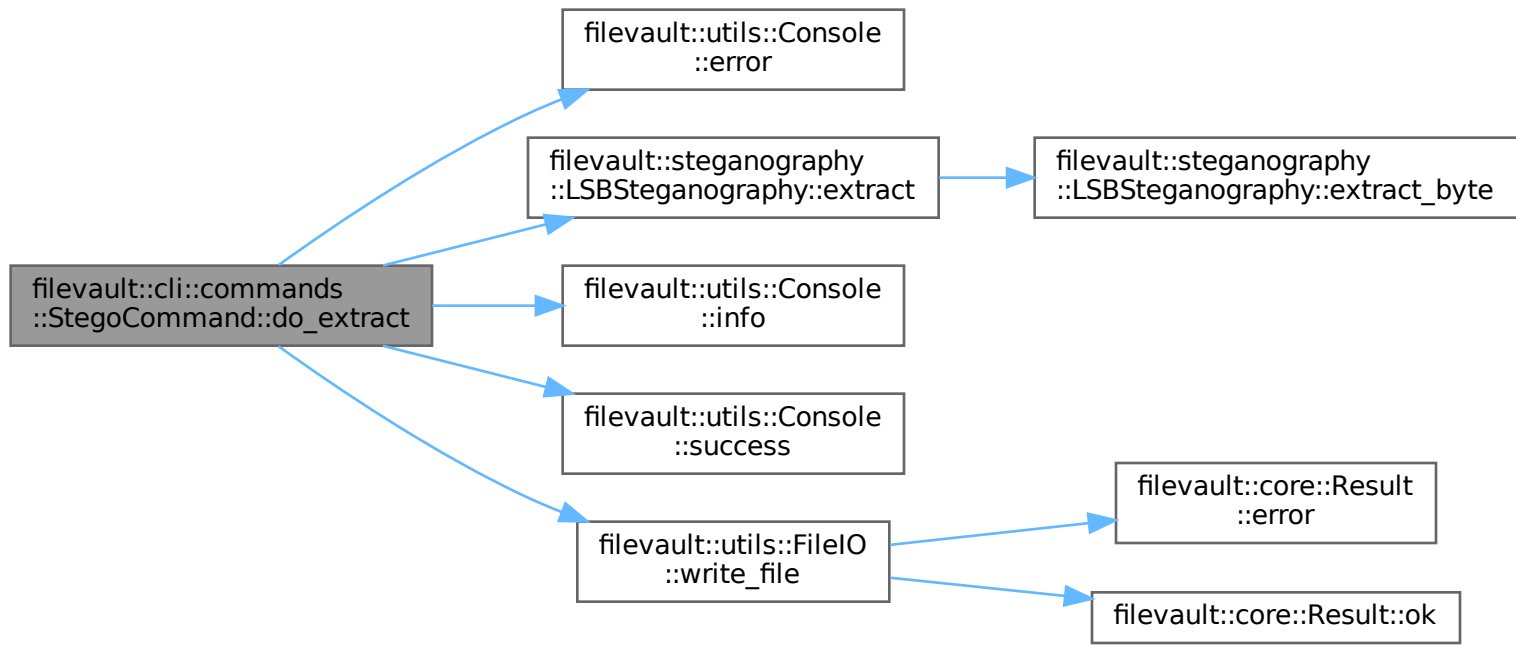 filevault::utils::Console
::error
filevault::steganography
::LSBSteganography::extract
filevault::steganography
::LSBSteganography::extract_byte
filevault::cli::commands
::StegoCommand::do_extract
filevault::utils::Console
::info
filevault::utils::Console
::success
filevault::utils::FileIO
::write_file
filevault::core::Result
::error
filevault::core::Result::ok